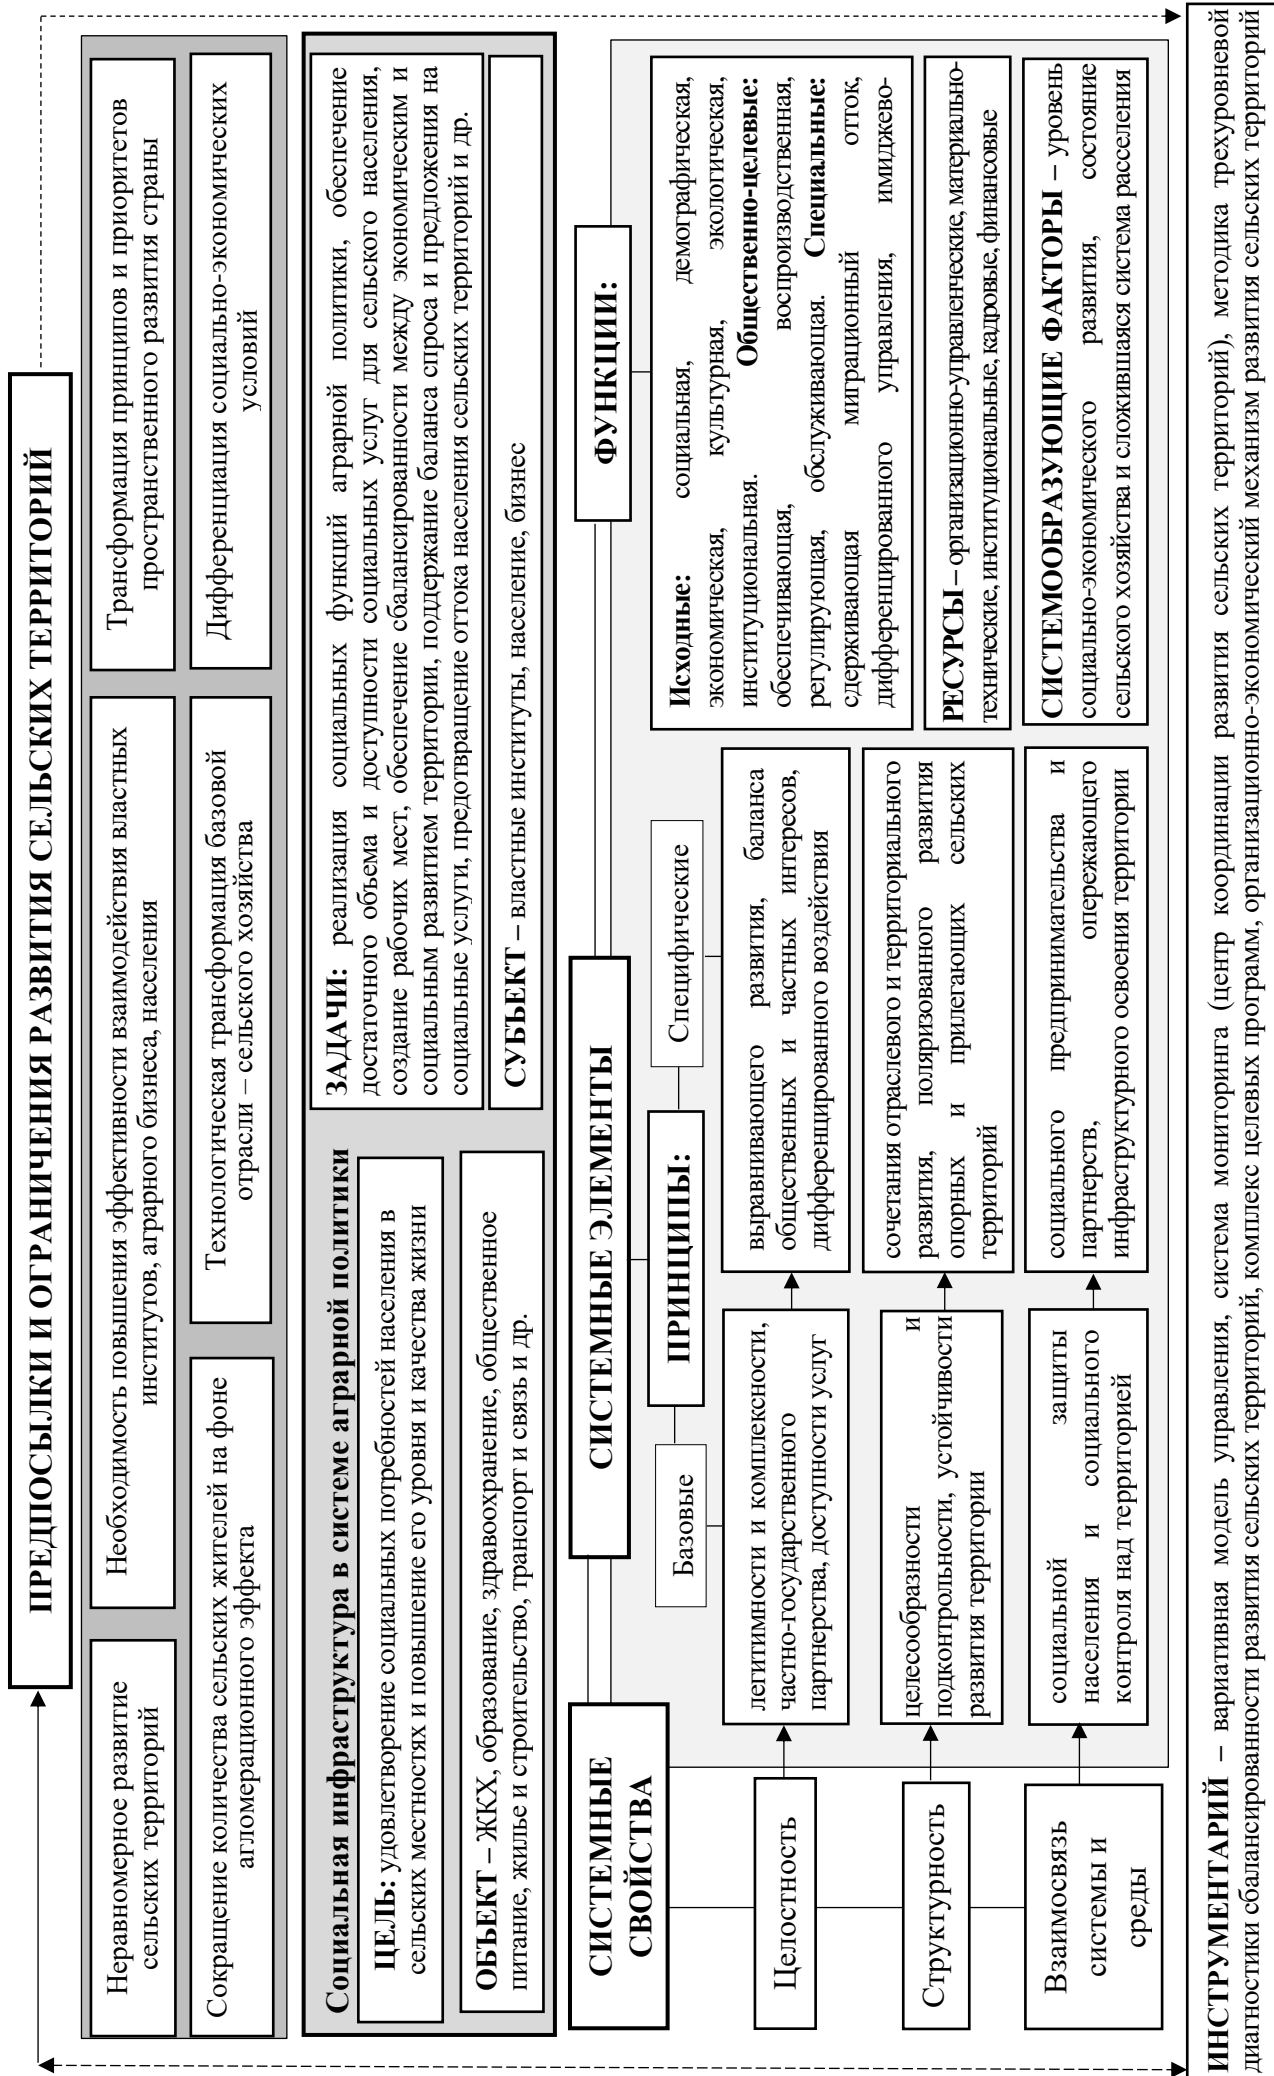 ПРЕДПОСЫЛКИ И ОГРАНИЧЕНИЯ РАЗВИТИЯ СЕЛЬСКИХ ТЕРРИТОРИЙ
Неравномерное развитие
сельских территорий
Необходимость повышения эффективности взаимодействия властных
институтов, аграрного бизнеса, населения
Трансформация принципов и приоритетов
пространственного развития страны
Сокращение количества сельских жителей на фоне
агломерационного эффекта
Технологическая трансформация базовой
отрасли – сельского хозяйства
Дифференциация социально-экономических
условий
Социальная инфраструктура в системе аграрной политики
ЦЕЛЬ: удовлетворение социальных потребностей населения в
сельских местностях и повышение его уровня и качества жизни
ОБЪЕКТ – ЖКХ, образование, здравоохранение, общественное
питание, жилье и строительство, транспорт и связь и др.
ЗАДАЧИ: реализация социальных функций аграрной политики, обеспечение
достаточного объема и доступности социальных услуг для сельского населения,
создание рабочих мест, обеспечение сбалансированности между экономическим и
социальным развитием территории, поддержание баланса спроса и предложения на
социальные услуги, предотвращение оттока населения сельских территорий и др.
СУБЪЕКТ – властные институты, население, бизнес
СИСТЕМНЫЕ
СВОЙСТВА
СИСТЕМНЫЕ ЭЛЕМЕНТЫ
ФУНКЦИИ:
Базовые
ПРИНЦИПЫ:
Специфические
Целостность
легитимности и комплексности,
частно-государственного
партнерства, доступности услуг
выравнивающего развития, баланса
общественных и частных интересов,
дифференцированного воздействия
Структурность
целесообразности и
подконтрольности, устойчивости
развития территории
сочетания отраслевого и территориального
развития, поляризованного развития
опорных и прилегающих сельских
территорий
Взаимосвязь
системы и
среды
социальной защиты
населения и социального
контроля над территорией
социального предпринимательства и
партнерств, опережающего
инфраструктурного освоения территории
Исходные: социальная, демографическая,
экономическая, культурная, экологическая,
институциональная. Общественно-целевые:
обеспечивающая, воспроизводственная,
регулирующая, обслуживающая. Специальные:
сдерживающая миграционный отток,
дифференцированного управления, имиджево-
РЕСУРСЫ – организационно-управленческие, материально-
технические, институциональные, кадровые, финансовые
СИСТЕМООБРАЗУЮЩИЕ ФАКТОРЫ – уровень
социально-экономического развития, состояние
сельского хозяйства и сложившаяся система расселения
ИНСТРУМЕНТАРИЙ – вариативная модель управления, система мониторинга (центр координации развития сельских территорий), методика трехуровневой
диагностики сбалансированности развития сельских территорий, комплекс целевых программ, организационно-экономический механизм развития сельских территорий